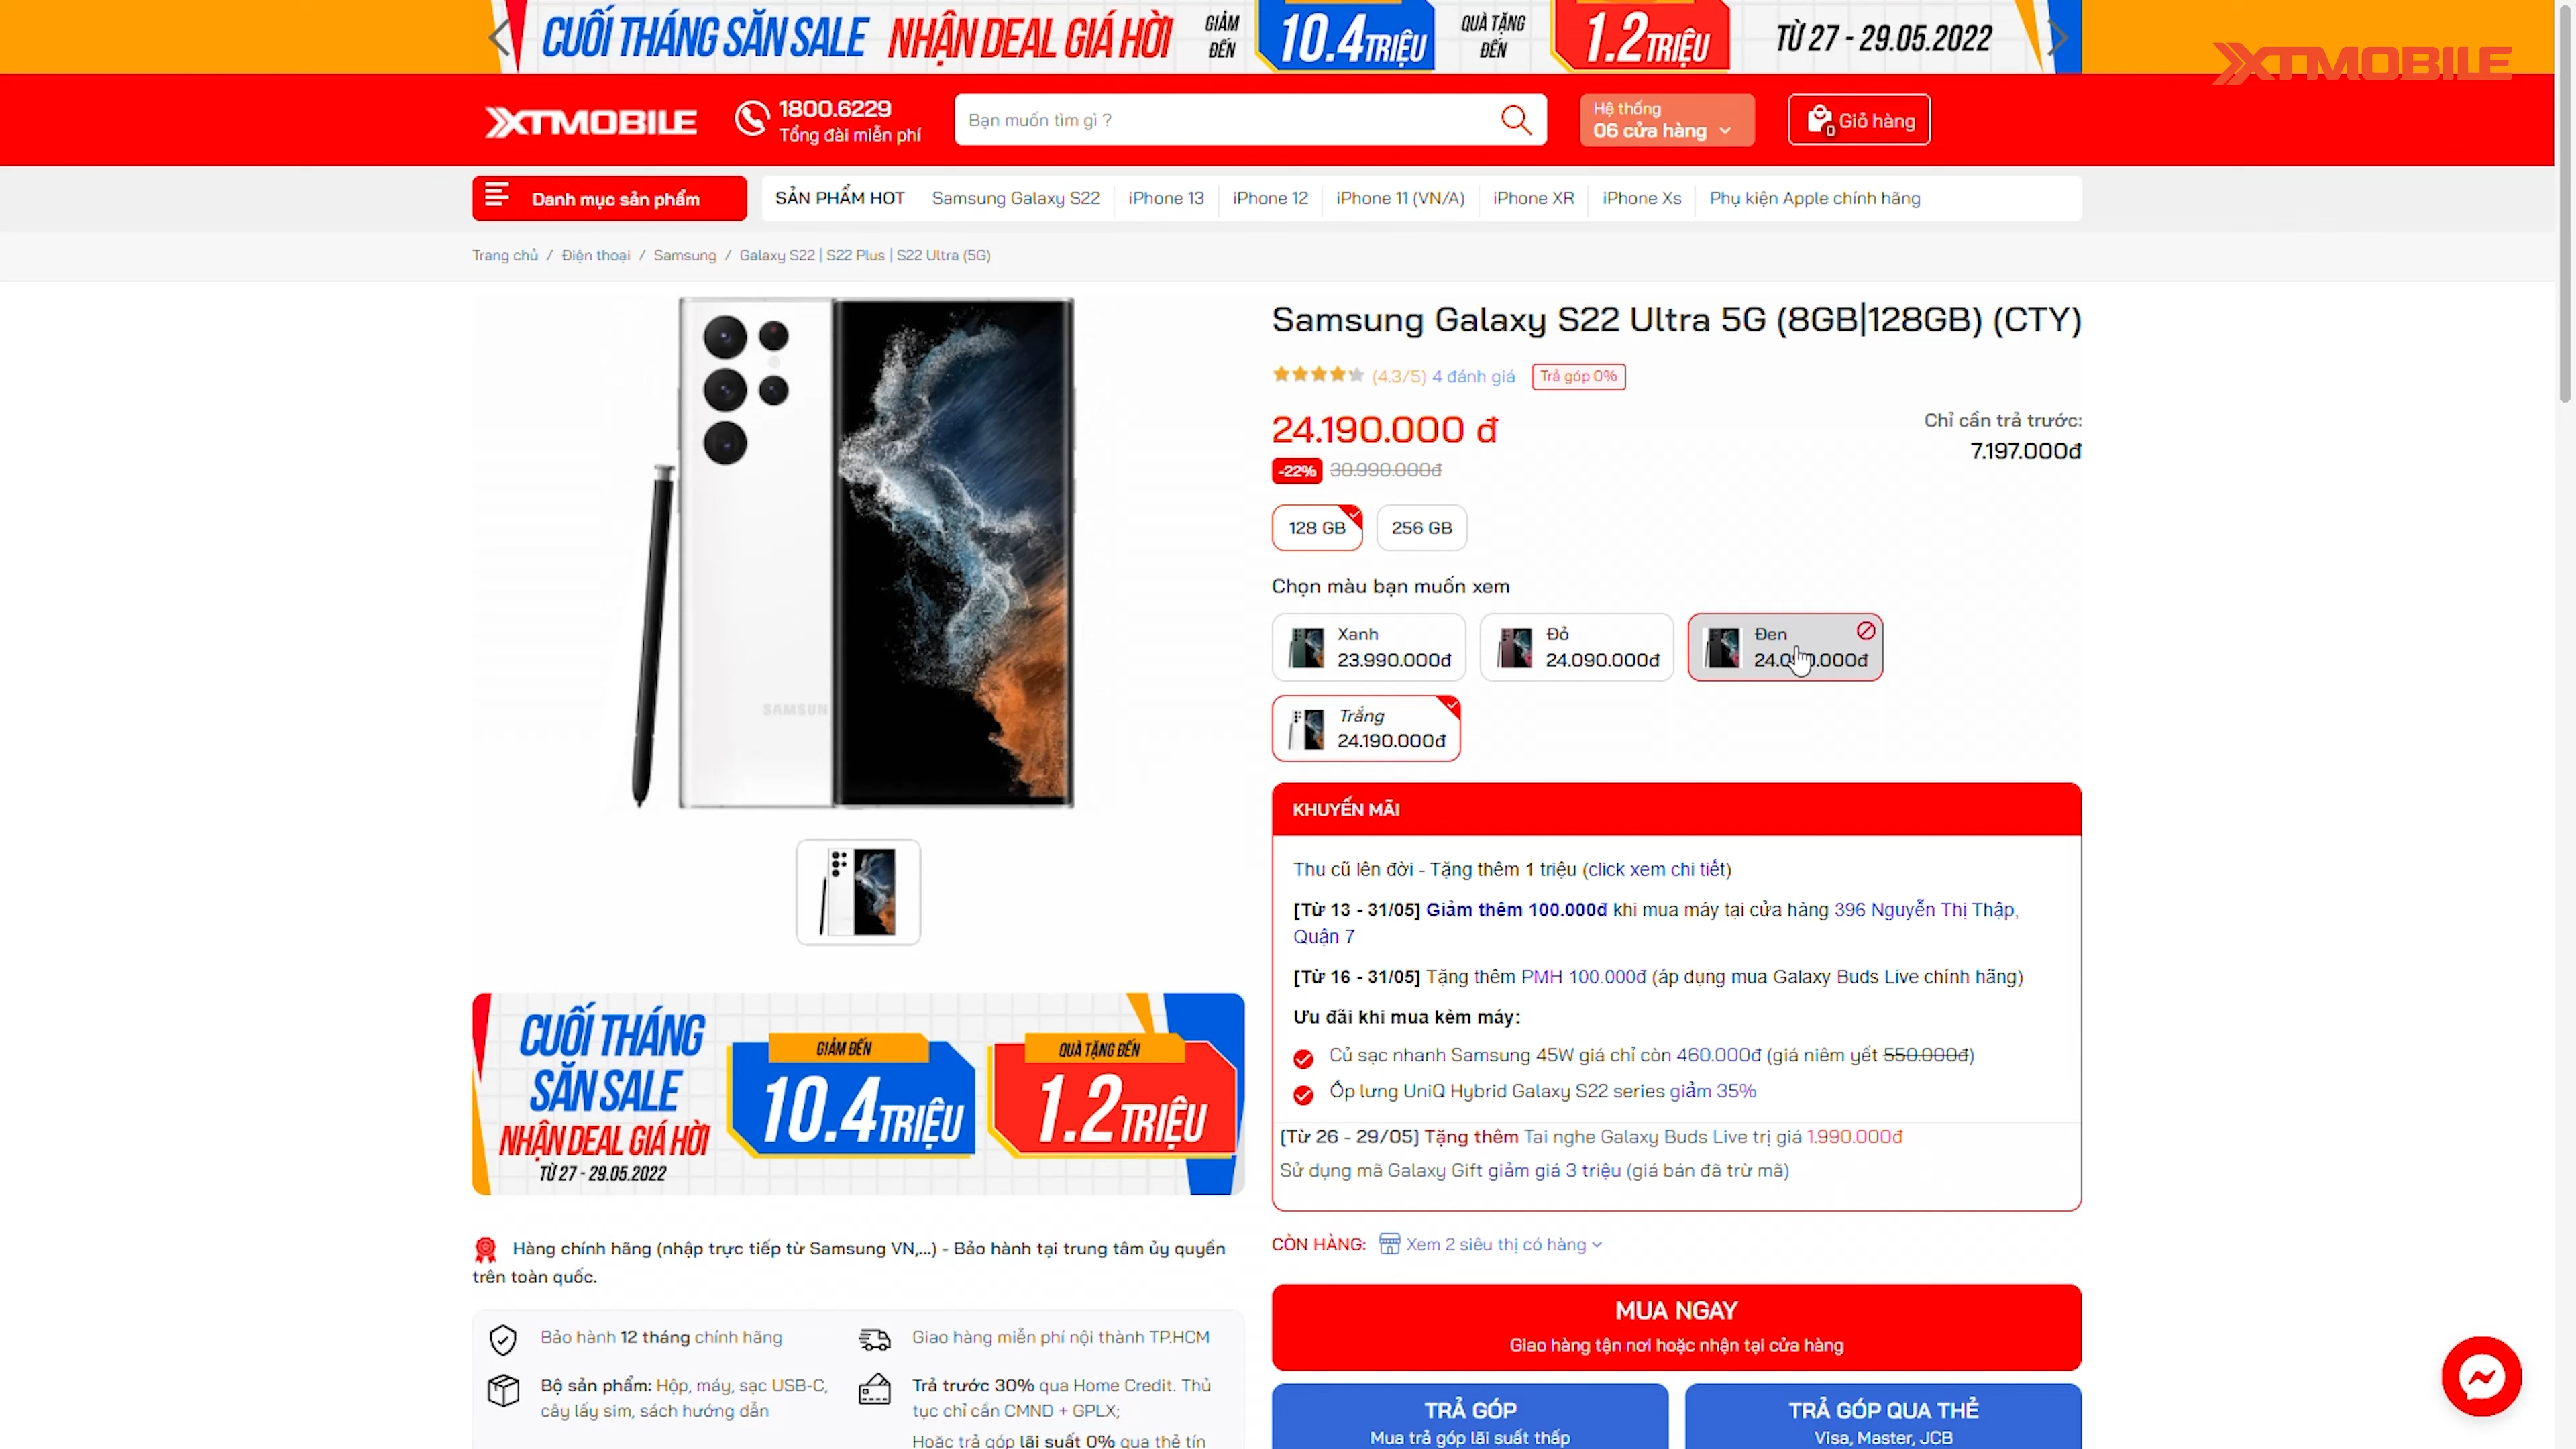 CUỐI THÁNG SĂN SALE NHẬN DEAL GIÁ HỜI GIẢM ĐẾN 10.4 TRIỆU QUÀ TẶNG ĐẾN 1.2 TRIỆU TỪ 27 - 29.05.2022
XTMOBILE
XTMOBILE
1800.6229
Tổng đài miễn phí
Bạn muốn tìm gì ?
Hệ thống
06 cửa hàng
0 Giỏ hàng
Danh mục sản phẩm
SẢN PHẨM HOT Samsung Galaxy S22 iPhone 13 iPhone 12 iPhone 11 (VN/A) iPhone XR iPhone Xs Phụ kiện Apple chính hãng
Trang chủ / Điện thoại / Samsung / Galaxy S22 | S22 Plus | S22 Ultra (5G)
SAMSUN
Samsung Galaxy S22 Ultra 5G (8GB|128GB) (CTY)
(4.3/5) 4 đánh giá Trả góp 0%
24.190.000 đ
-22% 30.990.000đ
Chỉ cần trả trước:
7.197.000đ
128 GB 256 GB
Chọn màu bạn muốn xem
Xanh
23.990.000đ
Đỏ
24.090.000đ
Đen
Trắng
24.190.000đ
KHUYẾN MÃI
Thu cũ lên đời - Tặng thêm 1 triệu (click xem chi tiết)
[Từ 13 - 31/05] Giảm thêm 100.000đ khi mua máy tại cửa hàng 396 Nguyễn Thị Thập,
Quận 7
[Từ 16 - 31/05] Tặng thêm PMH 100.000đ (áp dụng mua Galaxy Buds Live chính hãng)
Ưu đãi khi mua kèm máy:
Củ sạc nhanh Samsung 45W giá chỉ còn 460.000đ (giá niêm yết 550.000đ)
Ốp lưng UniQ Hybrid Galaxy S22 series giảm 35%
[Từ 26 - 29/05] Tặng thêm Tai nghe Galaxy Buds Live trị giá 1.990.000đ
Sử dụng mã Galaxy Gift giảm giá 3 triệu (giá bán đã trừ mã)
CÒN HÀNG: Xem 2 siêu thị có hàng
MUA NGAY
Giao hàng tận nơi hoặc nhận tại cửa hàng
TRẢ GÓP
Mua trả góp lãi suất thấp
TRẢ GÓP QUA THẺ
Visa, Master, JCB
CUỐI THÁNG
SĂN SALE
NHẬN DEAL GIÁ HỜI
TỪ 27 - 29.05.2022
GIẢM ĐẾN
10.4 TRIỆU
QUÀ TẶNG ĐẾN
1.2 TRIỆU
Hàng chính hãng (nhập trực tiếp từ Samsung VN,...) - Bảo hành tại trung tâm ủy quyền
trên toàn quốc.
Bảo hành 12 tháng chính hãng
Giao hàng miễn phí nội thành TP.HCM
Bộ sản phẩm: Hộp, máy, sạc USB-C,
cây lấy sim, sách hướng dẫn
Trả trước 30% qua Home Credit. Thủ
tục chỉ cần CMND + GPLX;
Hoặc trả góp lãi suất 0% qua thẻ tín